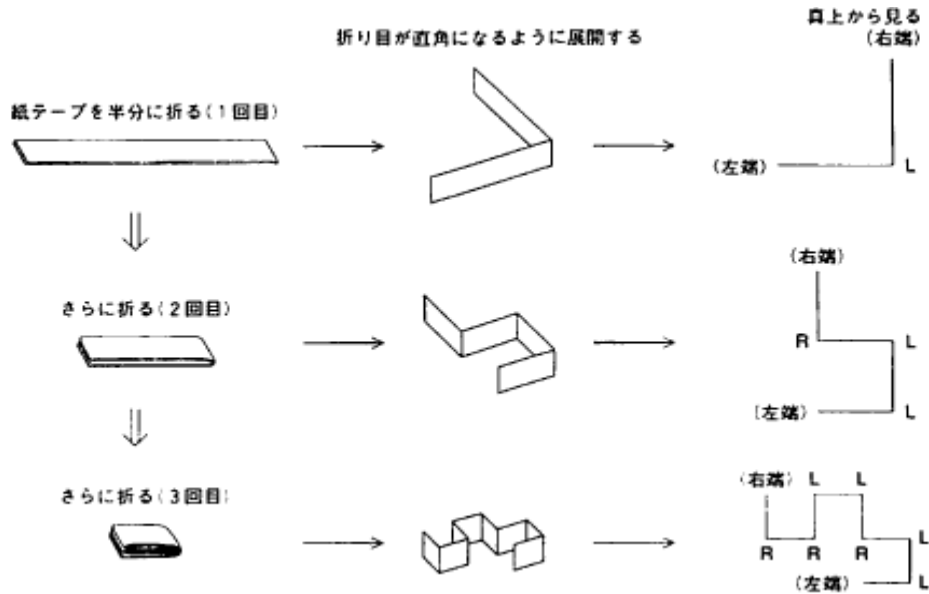 真上から見る
(右端)
折り目が直角になるように展開する
紙テープを半分に折る(1回目)
(左端)
L
(右端)
さらに折る(2回目)
R
L
(左端)
L
さらに折る(3回目)
(右端) L L
L
R R R
(左端)
L